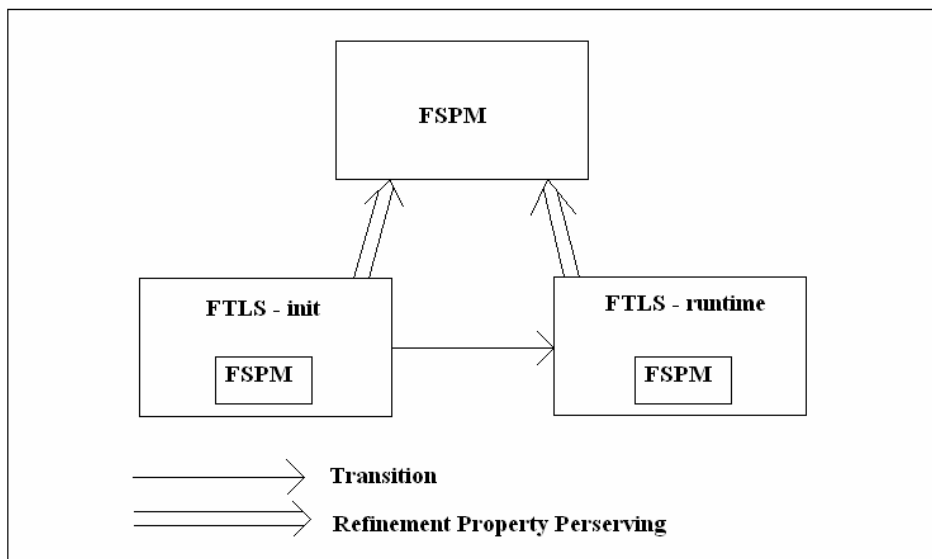 FSPM
FTLS - init
FTLS - runtime
FSPM
FSPM
Transition
Refinement Property Perserving